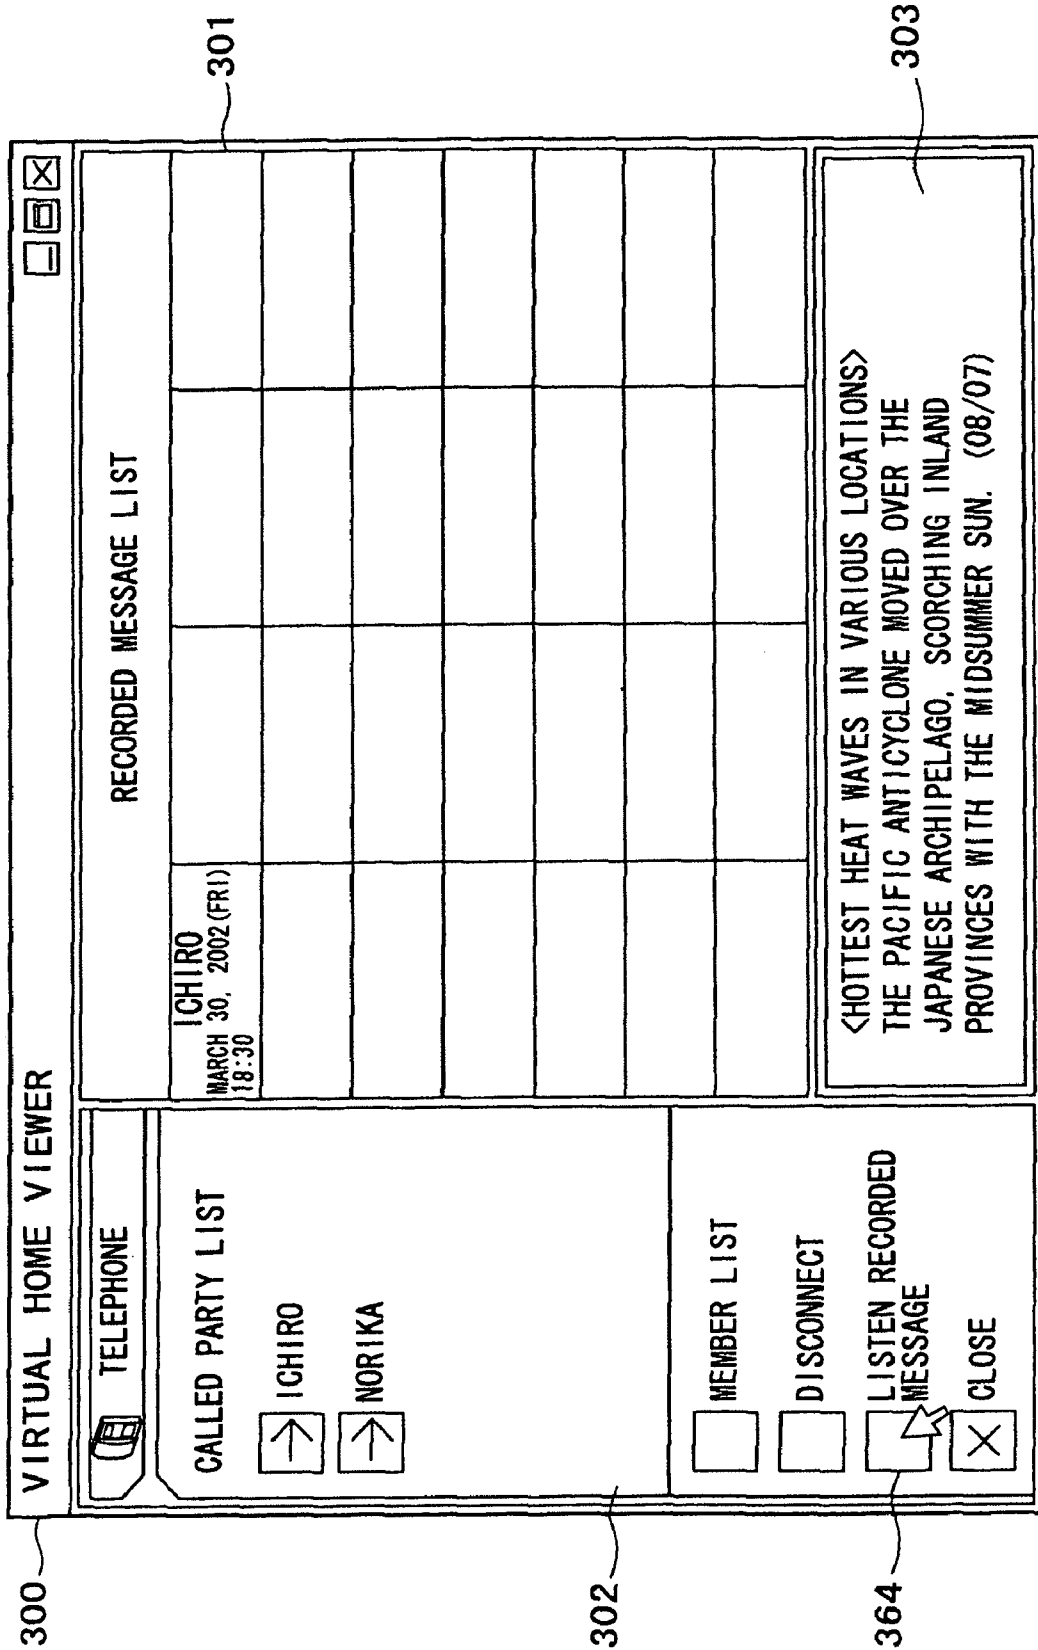 300
VIRTUAL HOME VIEWER
TELEPHONE
CALLED PARTY LIST
ICHIRO
NORIKA
302
MEMBER LIST
DISCONNECT
LISTEN RECORDED
MESSAGE
CLOSE
364
RECORDED MESSAGE LIST
ICHIRO
MARCH 30, 2002(FRI)
18:30
301
<HOTTEST HEAT WAVES IN VARIOUS LOCATIONS>
THE PACIFIC ANTICYCLONE MOVED OVER THE
JAPANESE ARCHIPELAGO, SCORCHING INLAND
PROVINCES WITH THE MIDSUMMER SUN. (08/07)
303